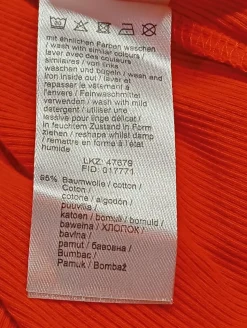 mit ähnlichen Farben waschen
/ wash with similar colours /
laver avec des couleurs
similaires / von links
waschen und bügeln / wash and
iron inside out / laver et
repasser le vêtement à
l'envers / Feinwaschmittel
verwenden / wash with mild
detergent / utiliser une
lessive pour linge délicat /
in feuchtem Zustand in Form
ziehen / reshape whilst damp
/ remettre en forme à l'état
humide
LKZ: 47679
PID: 017771
95% Baumwolle / cotton /
Coton /
cotone / algodón /
puuvilla /
katoen / bomull / bomuld /
bawełna / ХЛОПОК /
bavlna /
pamut / бавовна /
Bumbac /
Pamuk / Bombaž